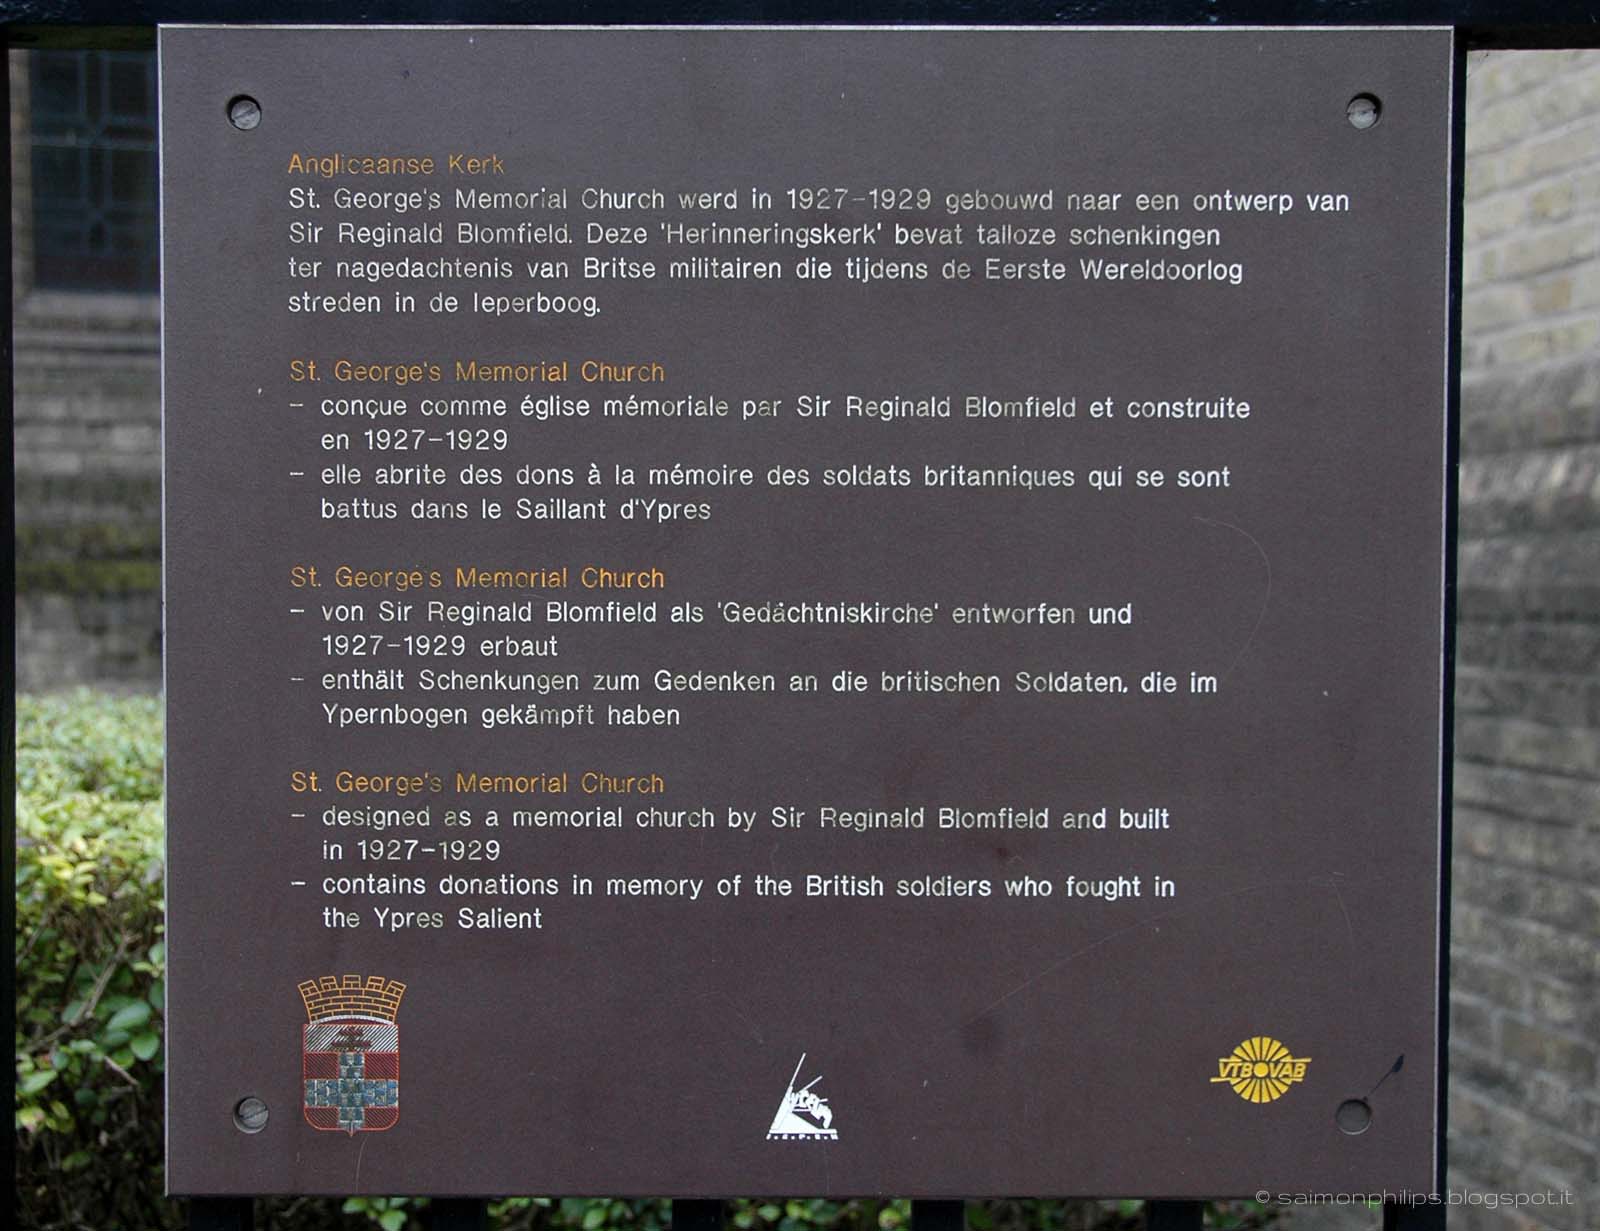 Anglicaanse Kerk
St. George's Memorial Church werd in 1927-1929 gebouwd naar een ontwerp van
Sir Reginald Blomfield. Deze 'Herinneringskerk' bevat talloze schenkingen
ter nagedachtenis van Britse militairen die tijdens de Eerste Wereldoorlog
streden in de Ieperboog.
St. George's Memorial Church
- conçue comme église mémoriale par Sir Reginald Blomfield et construite
en 1927-1929
- elle abrite des dons à la mémoire des soldats britanniques qui se sont
battus dans le Saillant d'Ypres
St. George's Memorial Church
- von Sir Reginald Blomfield als 'Gedächtniskirche' entworfen und
1927-1929 erbaut
- enthält Schenkungen zum Gedenken an die britischen Soldaten, die im
Ypernbogen gekämpft haben
St. George's Memorial Church
- designed as a memorial church by Sir Reginald Blomfield and built
in 1927-1929
- contains donations in memory of the British soldiers who fought in
the Ypres Salient
VTB VAB
© saimonphilips.blogspot.it